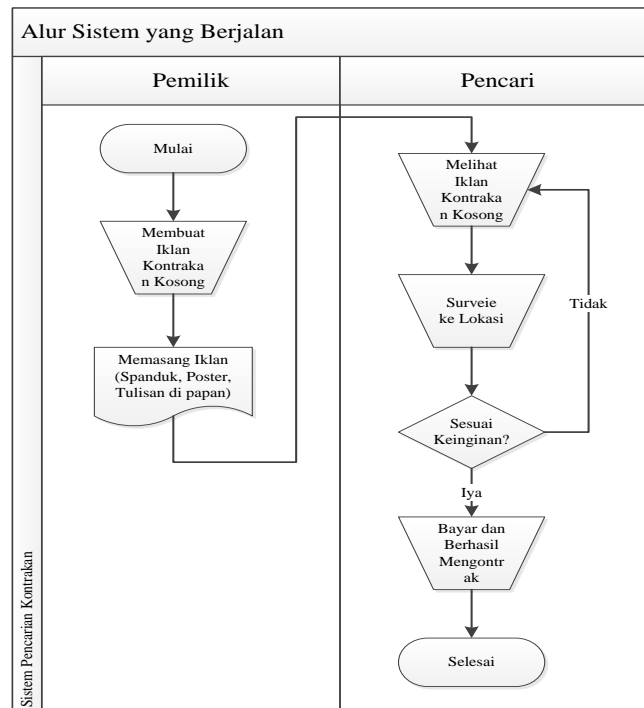 Alur Sistem yang Berjalan
Sistem Pencarian Kontrakan
Pemilik
Pencari
Mulai
Membuat
Iklan
Kontraka
n Kosong
Memasang Iklan
(Spanduk, Poster,
Tulisan di papan)
Melihat
Iklan
Kontraka
n Kosong
Surveie
ke Lokasi
Tidak
Sesuai
Keinginan?
Iya
Bayar dan
Berhasil
Mengontr
ak
Selesai